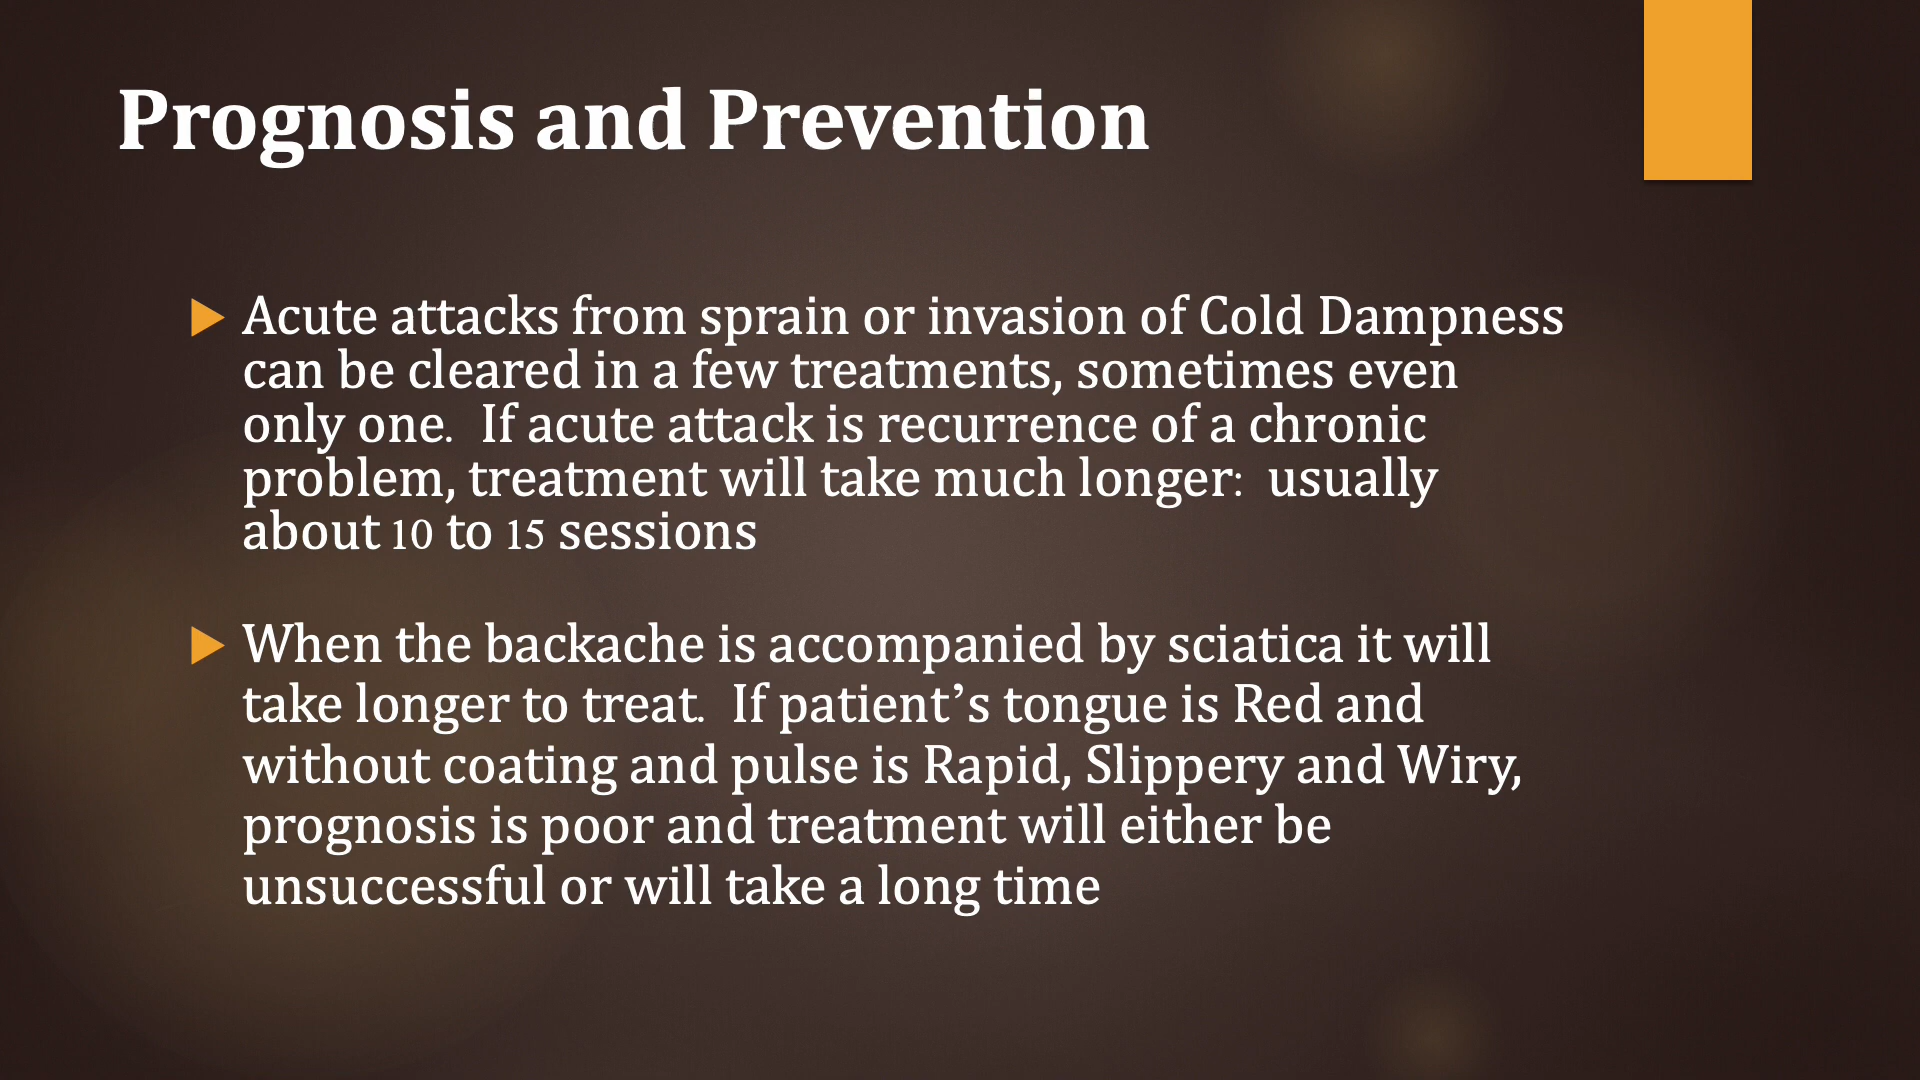 Prognosis and Prevention
Acute attacks from sprain or invasion of Cold Dampness
can be cleared in a few treatments, sometimes even
only one.  If acute attack is recurrence of a chronic
problem, treatment will take much longer:  usually
about 10 to 15 sessions
When the backache is accompanied by sciatica it will
take longer to treat.  If patient’s tongue is Red and
without coating and pulse is Rapid, Slippery and Wiry,
prognosis is poor and treatment will either be
unsuccessful or will take a long time